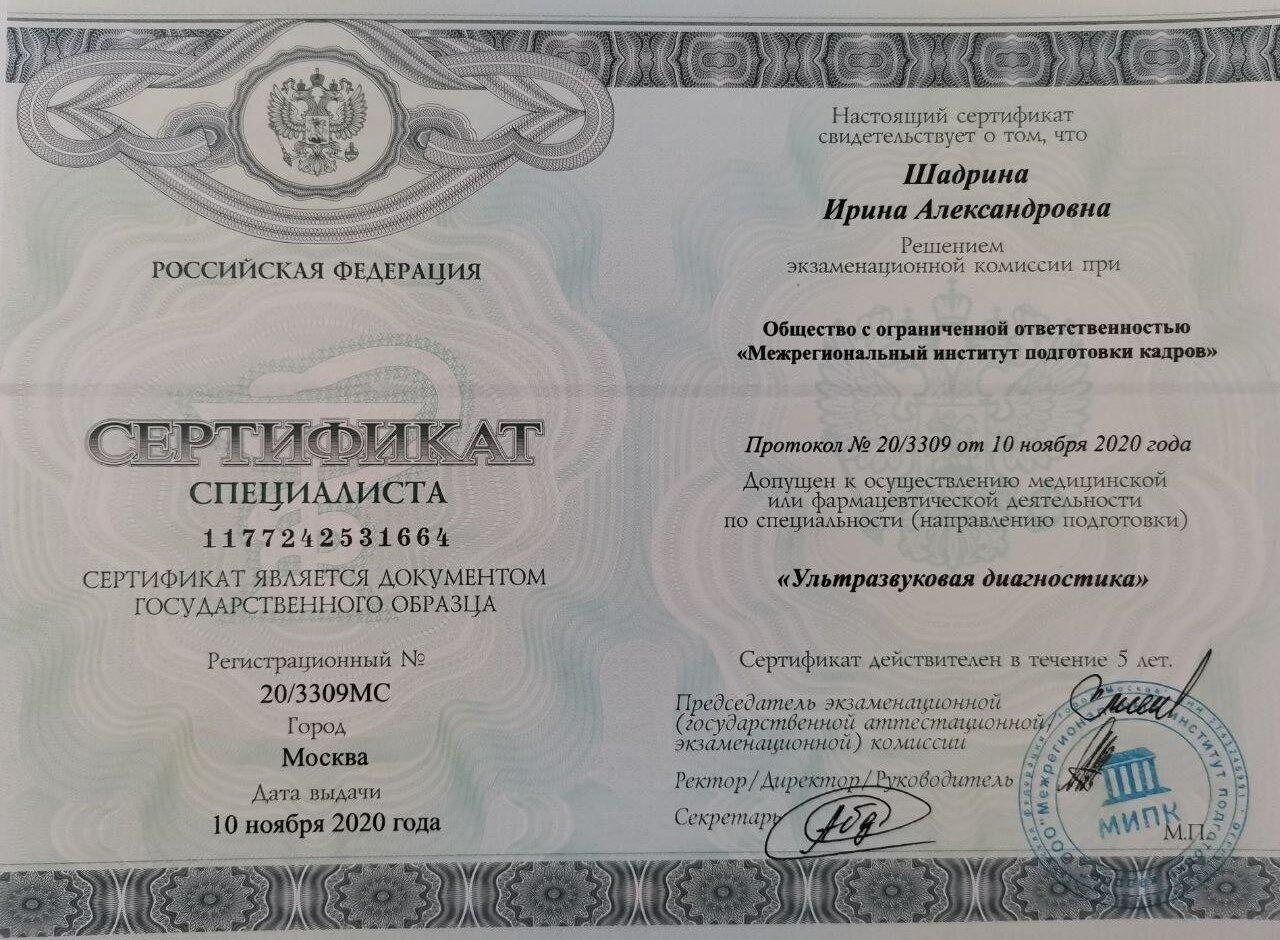 РОССИЙСКАЯ ФЕДЕРАЦИЯ
СЕРТИФИКАТ
СПЕЦИАЛИСТА
1177242531664
СЕРТИФИКАТ ЯВЛЯЕТСЯ ДОКУМЕНТОМ
ГОСУДАРСТВЕННОГО ОБРАЗЦА
Регистрационный №
20/3309МС
Город
Москва
Дата выдачи
10 ноября 2020 года
Настоящий сертификат
свидетельствует о том, что
Шадрина
Ирина Александровна
Решением
экзаменационной комиссии при
Общество с ограниченной ответственностью
«Межрегиональный институт подготовки кадров»
Протокол № 20/3309 от 10 ноября 2020 года
Допущен к осуществлению медицинской
или фармацевтической деятельности
по специальности (направлению подготовки)
«Ультразвуковая диагностика»
Сертификат действителен в течение 5 лет.
Председатель экзаменационной
(государственной аттестационной,
экзаменационной) комиссии
Ректор/Директор/Руководитель
Секретарь
МИПК
М.П.